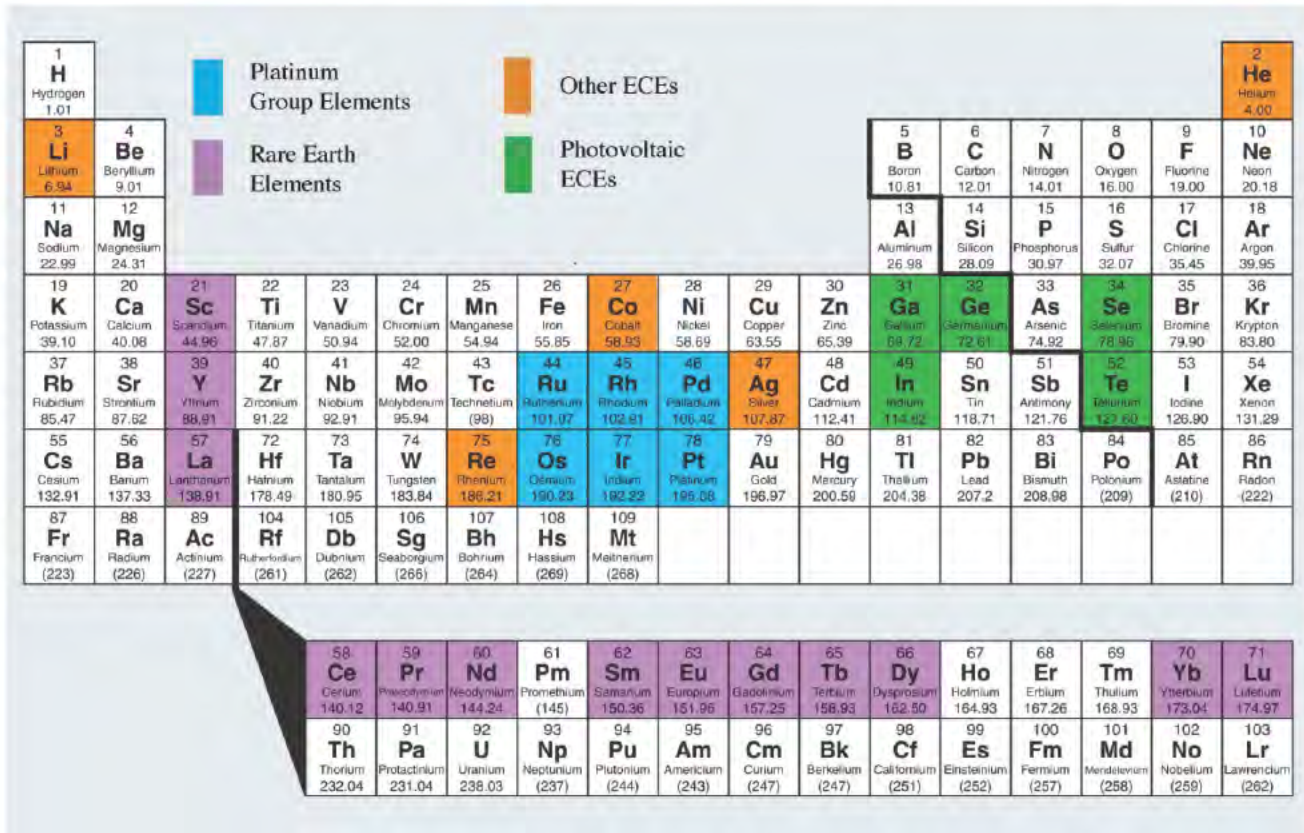 Platinum Group Elements
Rare Earth Elements
Other ECEs
Photovoltaic ECEs
1 2
H He
Hydrogen Helium
1.01 4.00
3 4 5 6 7 8 9 10
Li Be B C N O F Ne
Lithium Beryllium Boron Carbon Nitrogen Oxygen Fluorine Neon
6.94 9.01 10.81 12.01 14.01 16.00 19.00 20.18
11 12 13 14 15 16 17 18
Na Mg Al Si P S Cl Ar
Sodium Magnesium Aluminum Silicon Phosphorus Sulfur Chlorine Argon
22.99 24.31 26.98 28.09 30.97 32.07 35.45 39.95
19 20 21 22 23 24 25 26 27 28 29 30 31 32 33 34 35 36
K Ca Sc Ti V Cr Mn Fe Co Ni Cu Zn Ga Ge As Se Br Kr
Potassium Calcium Scandium Titanium Vanadium Chromium Manganese Iron Cobalt Nickel Copper Zinc Gallium Germanium Arsenic Selenium Bromine Krypton
39.10 40.08 44.96 47.87 50.94 52.00 54.94 55.85 58.93 58.69 63.55 65.39 69.72 72.61 74.92 78.96 79.90 83.80
37 38 39 40 41 42 43 44 45 46 47 48 49 50 51 52 53 54
Rb Sr Y Zr Nb Mo Tc Ru Rh Pd Ag Cd In Sn Sb Te I Xe
Rubidium Strontium Yttrium Zirconium Niobium Molybdenum Technetium Ruthenium Rhodium Palladium Silver Cadmium Indium Tin Antimony Tellurium Iodine Xenon
85.47 87.62 88.91 91.22 92.91 95.94 (98) 101.07 102.91 106.42 107.87 112.41 114.82 118.71 121.76 127.60 126.90 131.29
55 56 57 72 73 74 75 76 77 78 79 80 81 82 83 84 85 86
Cs Ba La Hf Ta W Re Os Ir Pt Au Hg Tl Pb Bi Po At Rn
Cesium Barium Lanthanum Hafnium Tantalum Tungsten Rhenium Osmium Iridium Platinum Gold Mercury Thallium Lead Bismuth Polonium Astatine Radon
132.91 137.33 138.91 178.49 180.95 183.84 186.21 190.23 192.22 195.08 196.97 200.59 204.38 207.2 208.98 (209) (210) (222)
87 88 89 104 105 106 107 108 109
Fr Ra Ac Rf Db Sg Bh Hs Mt
Francium Radium Actinium Rutherfordium Dubnium Seaborgium Bohrium Hassium Meitnerium
(223) (226) (227) (261) (262) (266) (264) (269) (268)
58 59 60 61 62 63 64 65 66 67 68 69 70 71
Ce Pr Nd Pm Sm Eu Gd Tb Dy Ho Er Tm Yb Lu
Cerium Praseodymium Neodymium Promethium Samarium Europium Gadolinium Terbium Dysprosium Holmium Erbium Thulium Ytterbium Lutetium
140.12 140.91 144.24 (145) 150.36 151.96 157.25 158.93 162.50 164.93 167.26 168.93 173.04 174.97
90 91 92 93 94 95 96 97 98 99 100 101 102 103
Th Pa U Np Pu Am Cm Bk Cf Es Fm Md No Lr
Thorium Protactinium Uranium Neptunium Plutonium Americium Curium Berkelium Californium Einsteinium Fermium Mendelevium Nobelium Lawrencium
232.04 231.04 238.03 (237) (244) (243) (247) (247) (251) (252) (257) (258) (259) (262)